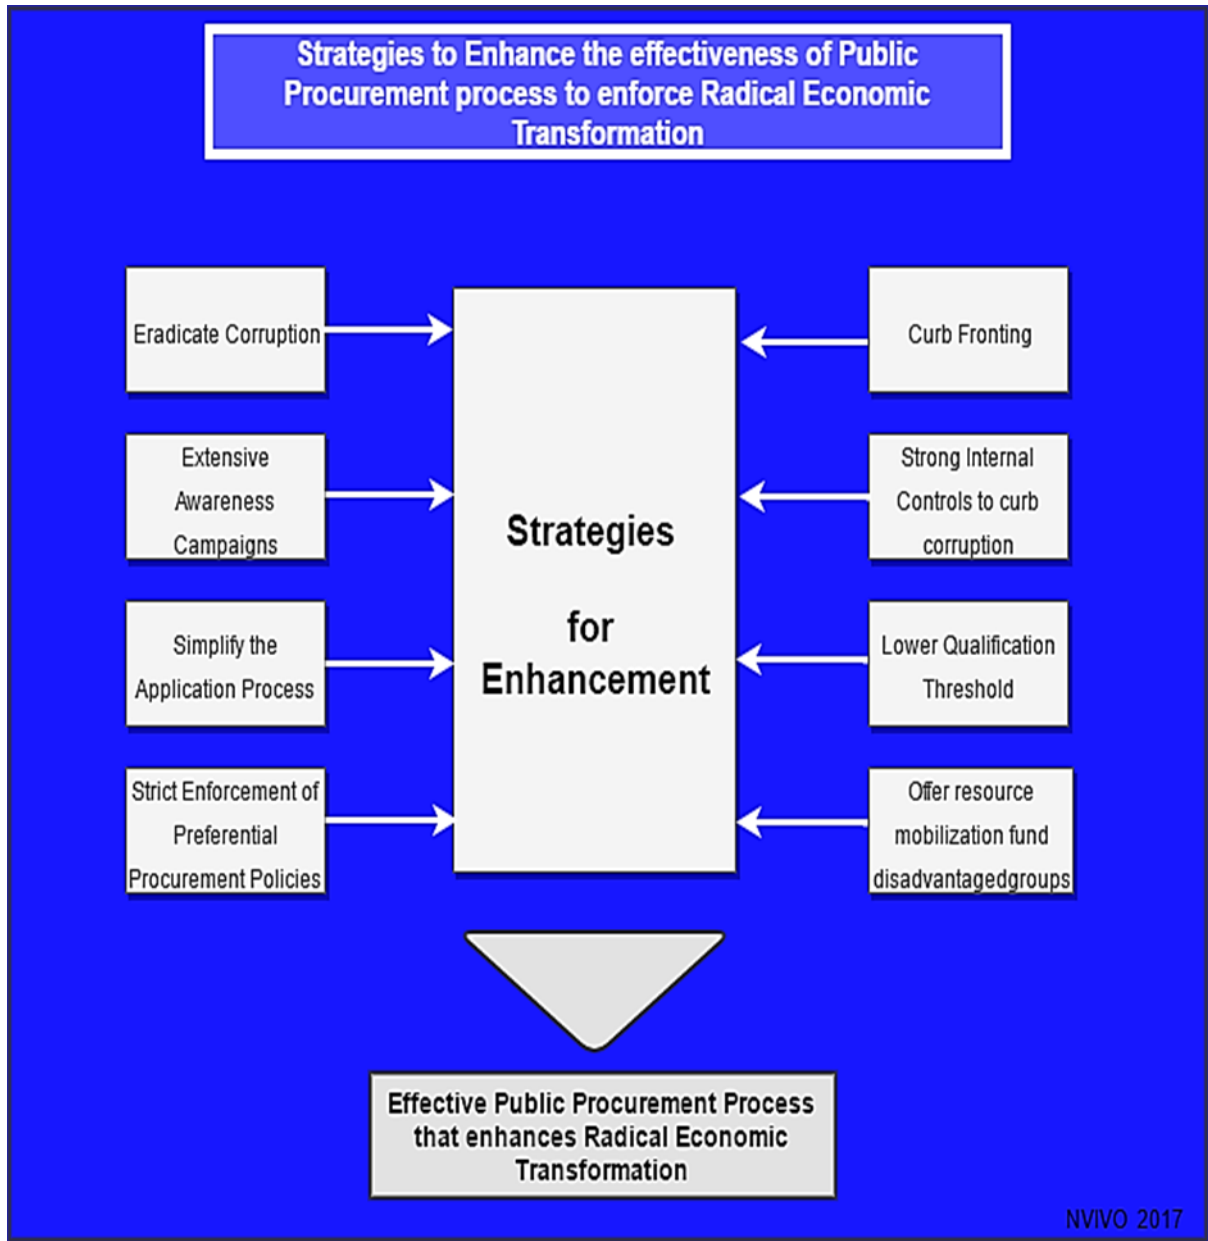 Strategies to Enhance the effectiveness of Public
Procurement process to enforce Radical Economic
Transformation
Eradicate Corruption
Extensive
Awareness
Campaigns
Simplify the
Application Process
Strict Enforcement of
Preferential
Procurement Policies
Strategies
for
Enhancement
Curb Fronting
Strong Internal
Controls to curb
corruption
Lower Qualification
Threshold
Offer resource
mobilization fund
disadvantagedgroups
Effective Public Procurement Process
that enhances Radical Economic
Transformation
NVIVO 2017